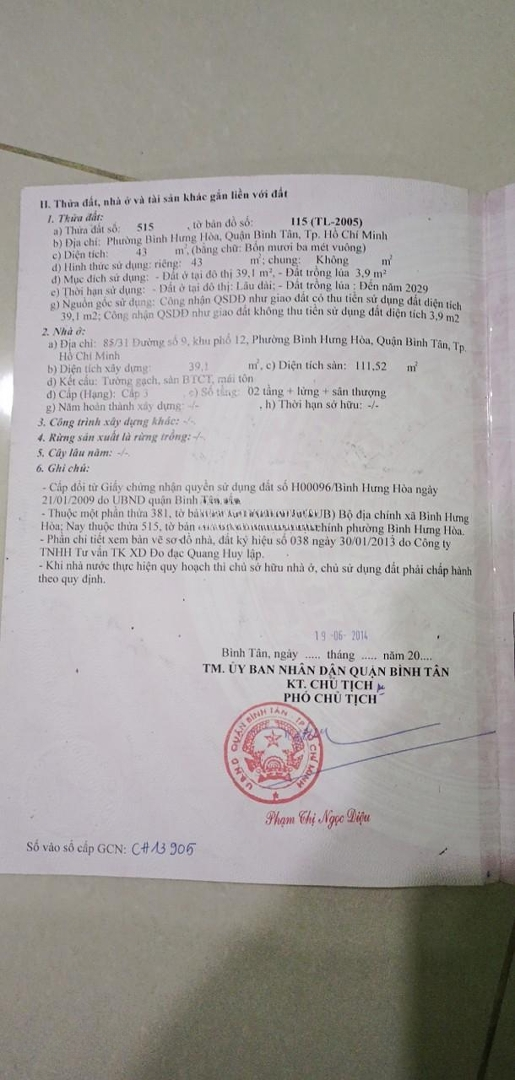 II. Thửa đất, nhà ở và tài sản khác gắn liền với đất
1. Thửa đất:
a) Thửa đất số: 515 , tờ bản đồ số: 115 (TL-2005)
b) Địa chỉ: Phường Bình Hưng Hòa, Quận Bình Tân, Tp. Hồ Chí Minh
c) Diện tích: 43 m², (bằng chữ: Bốn mươi ba mét vuông)
d) Hình thức sử dụng: riêng: 43 m²; chung: Không m²
đ) Mục đích sử dụng: - Đất ở tại đô thị 39,1 m², - Đất trồng lúa 3,9 m²
e) Thời hạn sử dụng: - Đất ở tại đô thị: Lâu dài; - Đất trồng lúa : Đến năm 2029
g) Nguồn gốc sử dụng: Công nhận QSDĐ như giao đất có thu tiền sử dụng đất diện tích
39,1 m2; Công nhận QSDĐ như giao đất không thu tiền sử dụng đất diện tích 3,9 m2
2. Nhà ở:
a) Địa chỉ: Đường Số 9, khu phố 12, Phường Bình Hưng Hòa, Quận Bình Tân, Tp.
Hồ Chí Minh
b) Diện tích xây dựng: 39,1 m², c) Diện tích sàn: 111,52 m²
d) Kết cấu: Tường gạch, sàn BTCT, mái tôn
đ) Cấp (Hạng): Cấp 3 , e) Số tầng: 02 tầng + lửng + sân thượng
g) Năm hoàn thành xây dựng: -/- , h) Thời hạn sở hữu: -/-
3. Công trình xây dựng khác: -/-
4. Rừng sản xuất là rừng trồng: -/-
5. Cây lâu năm: -/-
6. Ghi chú:
- Cấp đổi từ Giấy chứng nhận quyền sử dụng đất số H00096/Bình Hưng Hòa ngày
21/01/2009 do UBND quận Bình Tân
- Thuộc một phần thửa 381, tờ bản Bộ địa chính xã Bình Hưng
Hòa; Nay thuộc thửa 515, tờ bản chính phường Bình Hưng Hòa.
- Phần chi tiết xem bản vẽ sơ đồ nhà, đất ký hiệu số 038 ngày 30/01/2013 do Công ty
TNHH Tư vấn TK XD Đo đạc Quang Huy lập.
- Khi nhà nước thực hiện quy hoạch thì chủ sở hữu nhà ở, chủ sử dụng đất phải chấp hành
theo quy định.
19-06-2014
Bình Tân, ngày ..... tháng ..... năm 20....
TM. ỦY BAN NHÂN DÂN QUẬN BÌNH TÂN
KT. CHỦ TỊCH
PHÓ CHỦ TỊCH
U.B.N.D QUẬN BÌNH TÂN TP HỒ CHÍ MINH
Phạm Thị Ngọc Diệu
Số vào sổ cấp GCN: CH13905